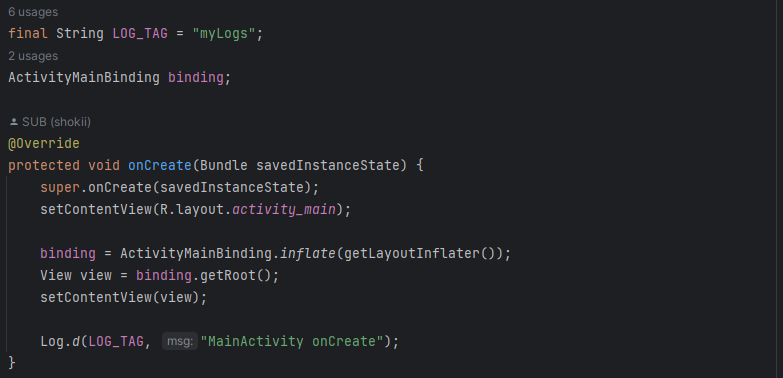 6 usages
final String LOG_TAG = "myLogs";
2 usages
ActivityMainBinding binding;
SUB (shokii)
@Override
protected void onCreate(Bundle savedInstanceState) {
super.onCreate(savedInstanceState);
setContentView(R.layout.activity_main);
binding = ActivityMainBinding.inflate(getLayoutInflater());
View view = binding.getRoot();
setContentView(view);
Log.d(LOG_TAG, msg: "MainActivity onCreate");
}